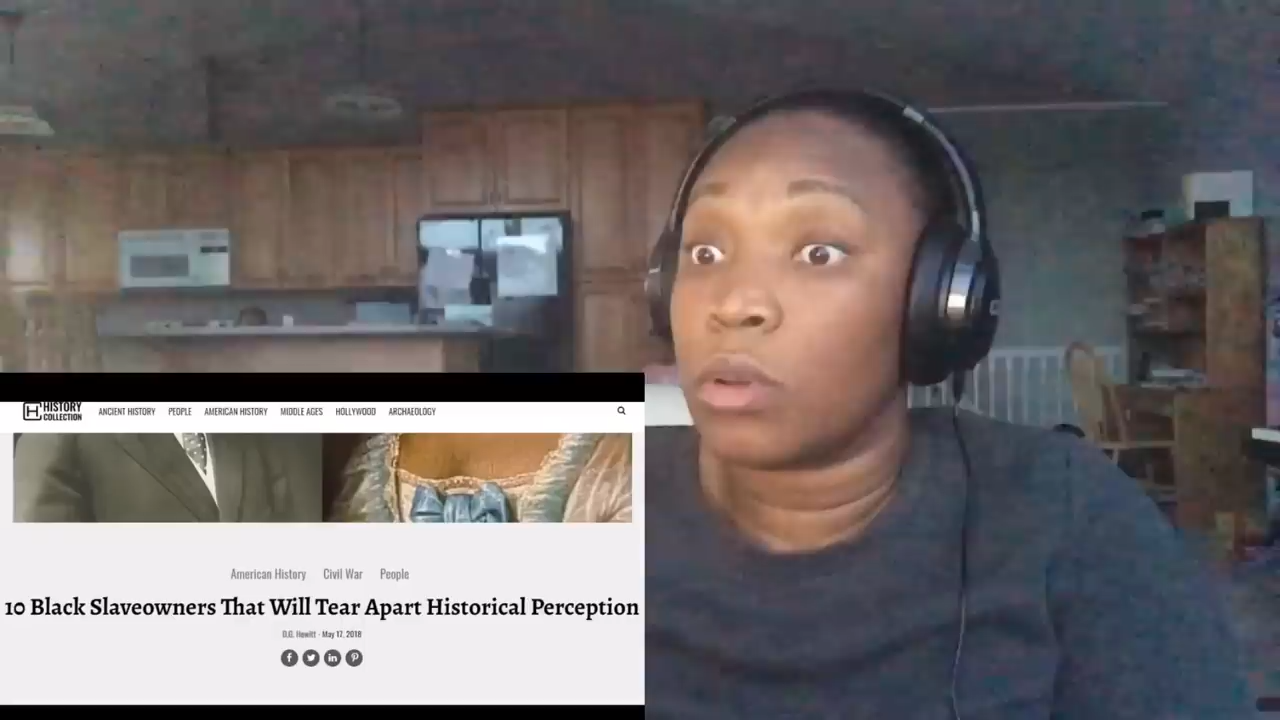 HISTORY
COLLECTION
ANCIENT HISTORY PEOPLE AMERICAN HISTORY MIDDLE AGES HOLLYWOOD ARCHAEOLOGY
American History Civil War People
10 Black Slaveowners That Will Tear Apart Historical Perception
D.G. Hewitt - May 17, 2018